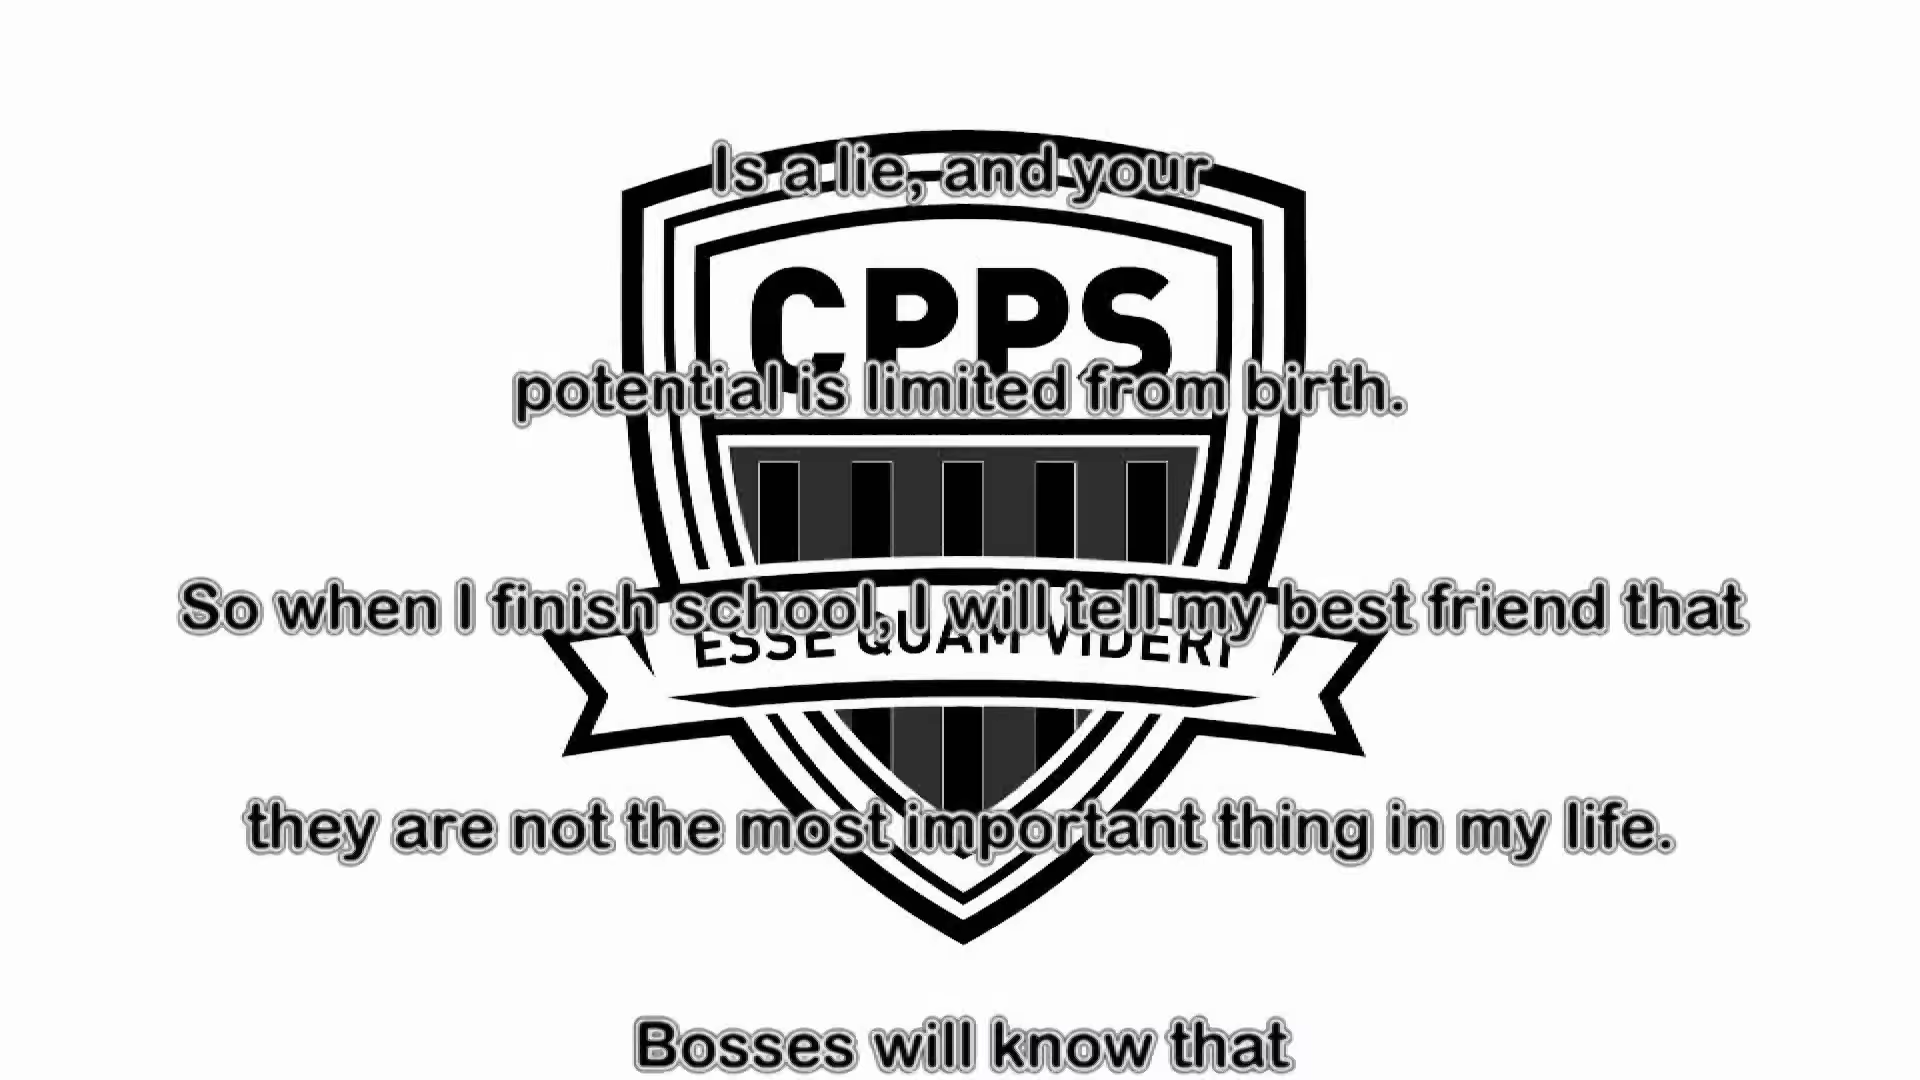 Is a lie, and your
CPPS
potential is limited from birth.
So when I finish school, I will tell my best friend that
ESSE QUAM VIDERI
they are not the most important thing in my life.
Bosses will know that